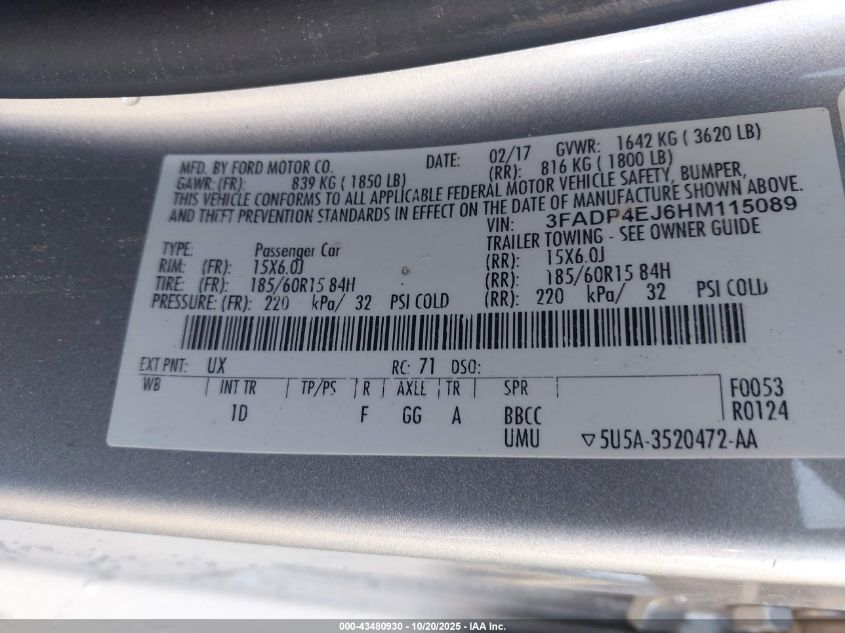 MFD. BY FORD MOTOR CO. DATE: 02/17 GVWR: 1642 KG ( 3620 LB)
GAWR: (FR): 839 KG ( 1850 LB) (RR): 816 KG ( 1800 LB)
THIS VEHICLE CONFORMS TO ALL APPLICABLE FEDERAL MOTOR VEHICLE SAFETY, BUMPER,
AND THEFT PREVENTION STANDARDS IN EFFECT ON THE DATE OF MANUFACTURE SHOWN ABOVE.
VIN: 3FADP4EJ6HM115089
TYPE: Passenger Car TRAILER TOWING - SEE OWNER GUIDE
RIM: (FR): 15X6.0J (RR): 15X6.0J
TIRE: (FR): 185/60R15 84H (RR): 185/60R15 84H
PRESSURE: (FR): 220 kPa/ 32 PSI COLD (RR): 220 kPa/ 32 PSI COLD
EXT PNT: UX RC: 71 DSO:
WB INT TR TP/PS R AXLE TR SPR F0053
1D F GG A BBCC R0124
UMU ▽5U5A-3520472-AA
000-43480930 - 10/20/2025 - IAA Inc.